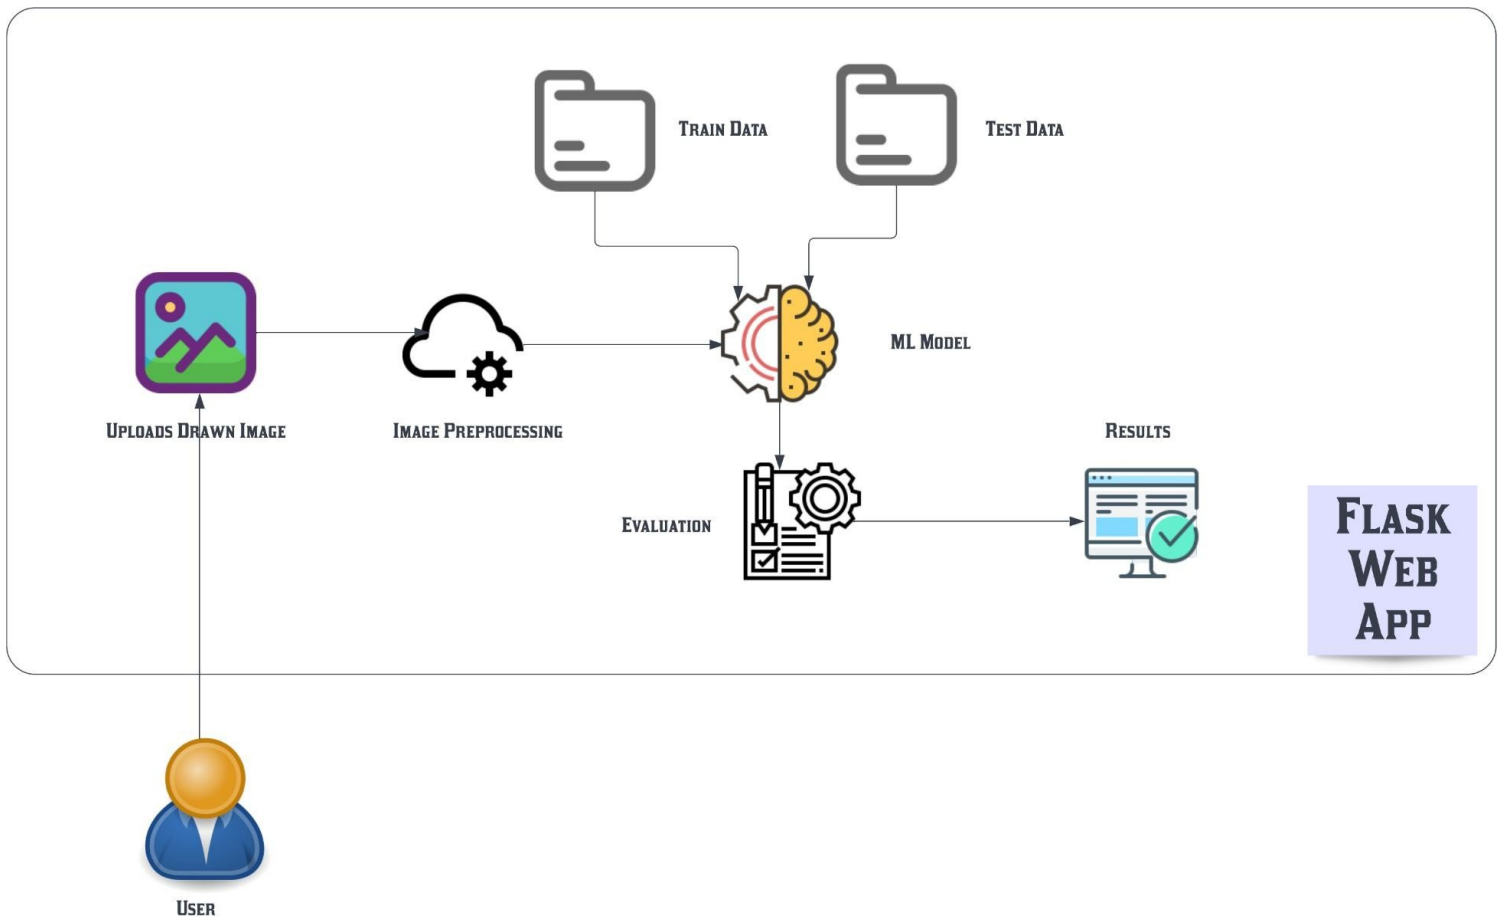 Train Data
Test Data
ML Model
Uploads Drawn Image
Image Preprocessing
Results
Evaluation
Flask
Web
App
User